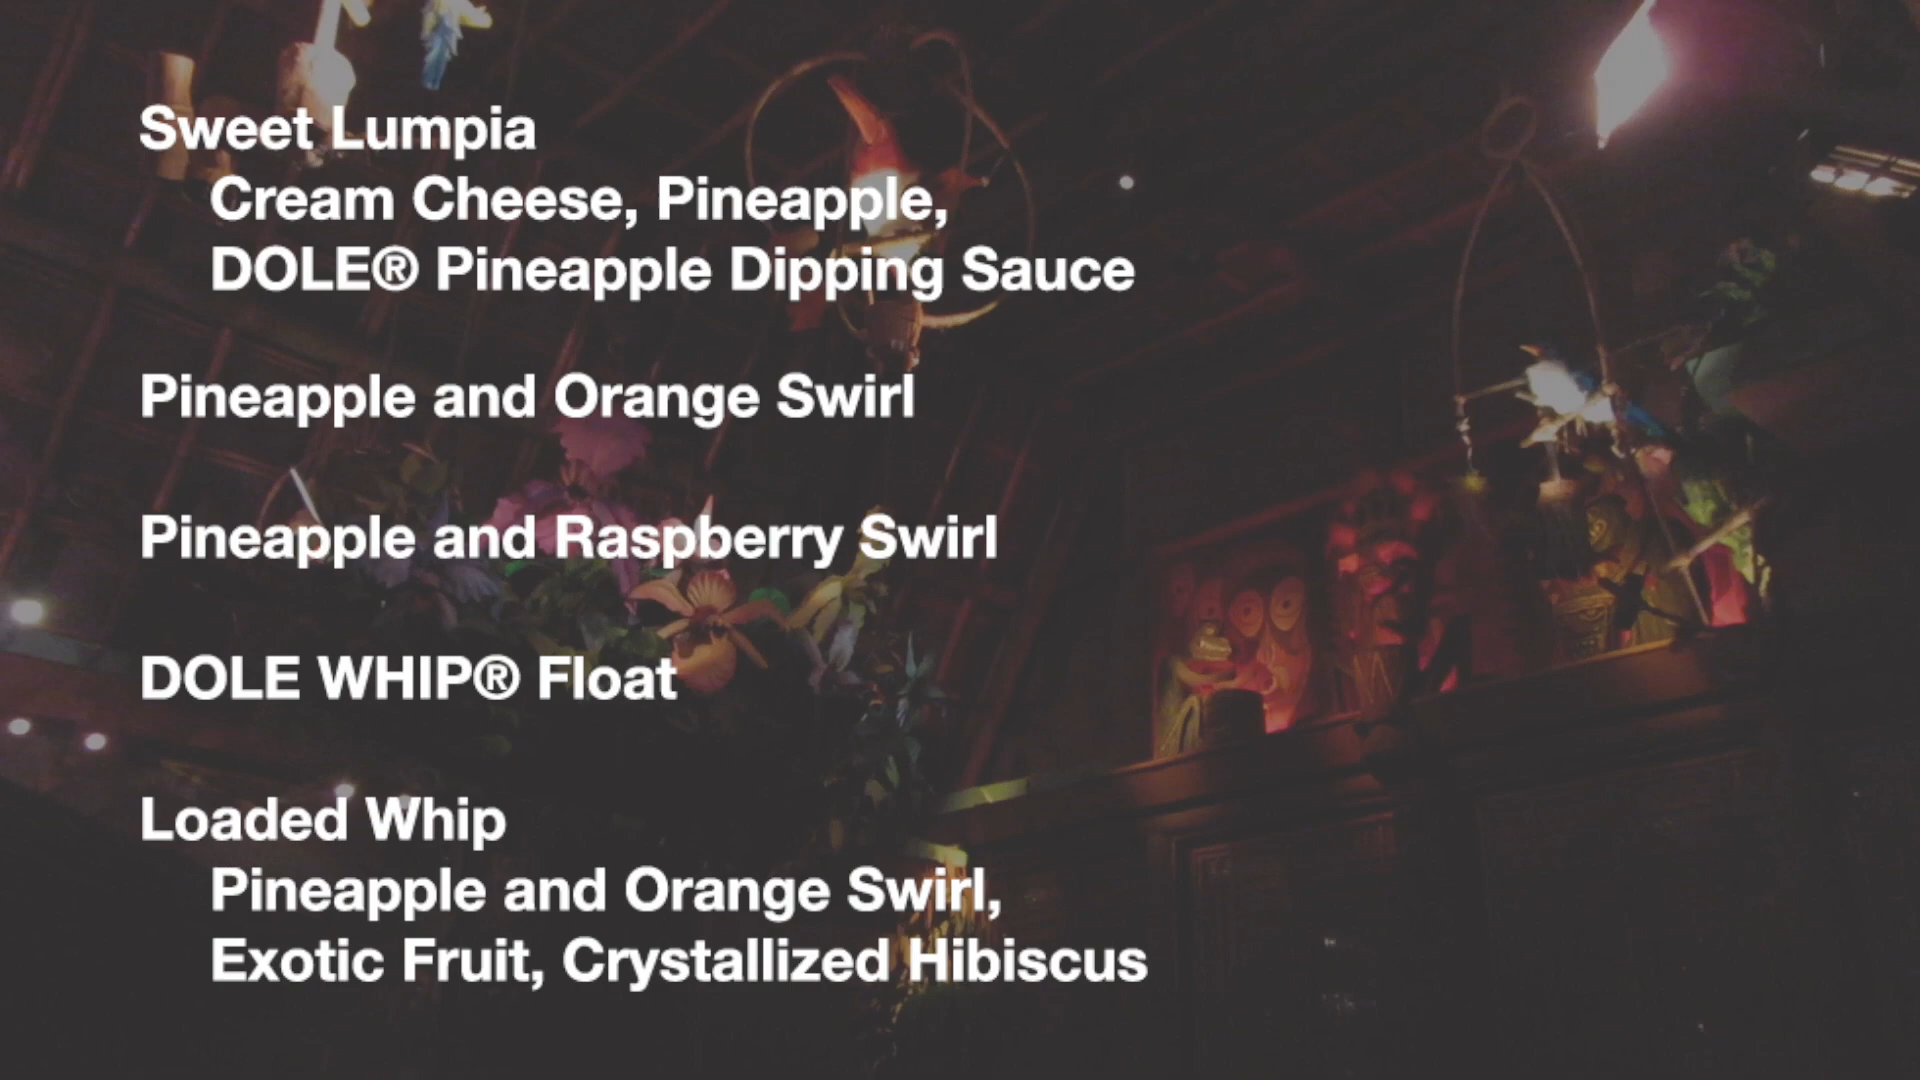 Sweet Lumpia
Cream Cheese, Pineapple,
DOLE® Pineapple Dipping Sauce
Pineapple and Orange Swirl
Pineapple and Raspberry Swirl
DOLE WHIP® Float
Loaded Whip
Pineapple and Orange Swirl,
Exotic Fruit, Crystallized Hibiscus